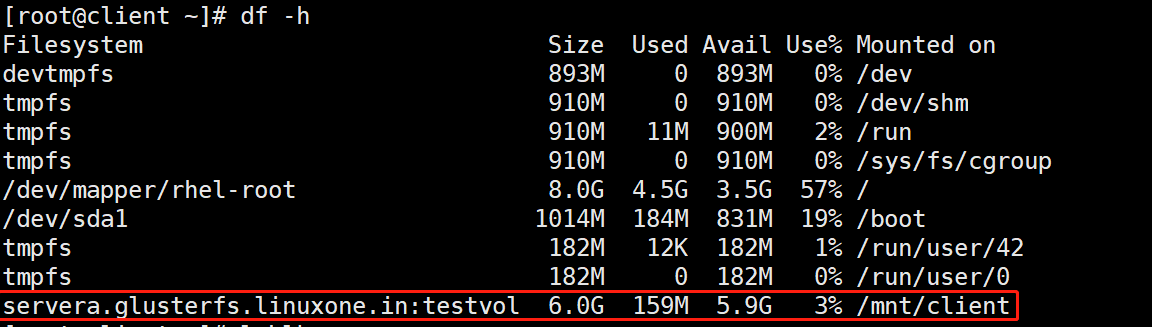 [root@client ~]# df -h
Filesystem Size Used Avail Use% Mounted on
devtmpfs 893M 0 893M 0% /dev
tmpfs 910M 0 910M 0% /dev/shm
tmpfs 910M 11M 900M 2% /run
tmpfs 910M 0 910M 0% /sys/fs/cgroup
/dev/mapper/rhel-root 8.0G 4.5G 3.5G 57% /
/dev/sda1 1014M 184M 831M 19% /boot
tmpfs 182M 12K 182M 1% /run/user/42
tmpfs 182M 0 182M 0% /run/user/0
servera.glusterfs.linuxone.in:testvol 6.0G 159M 5.9G 3% /mnt/client